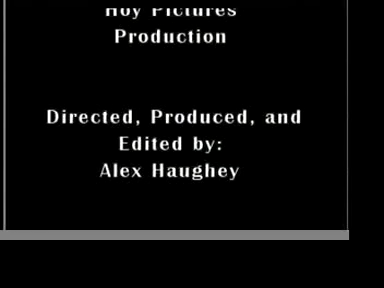 Hoy Pictures
Production
Directed, Produced, and
Edited by:
Alex Haughey